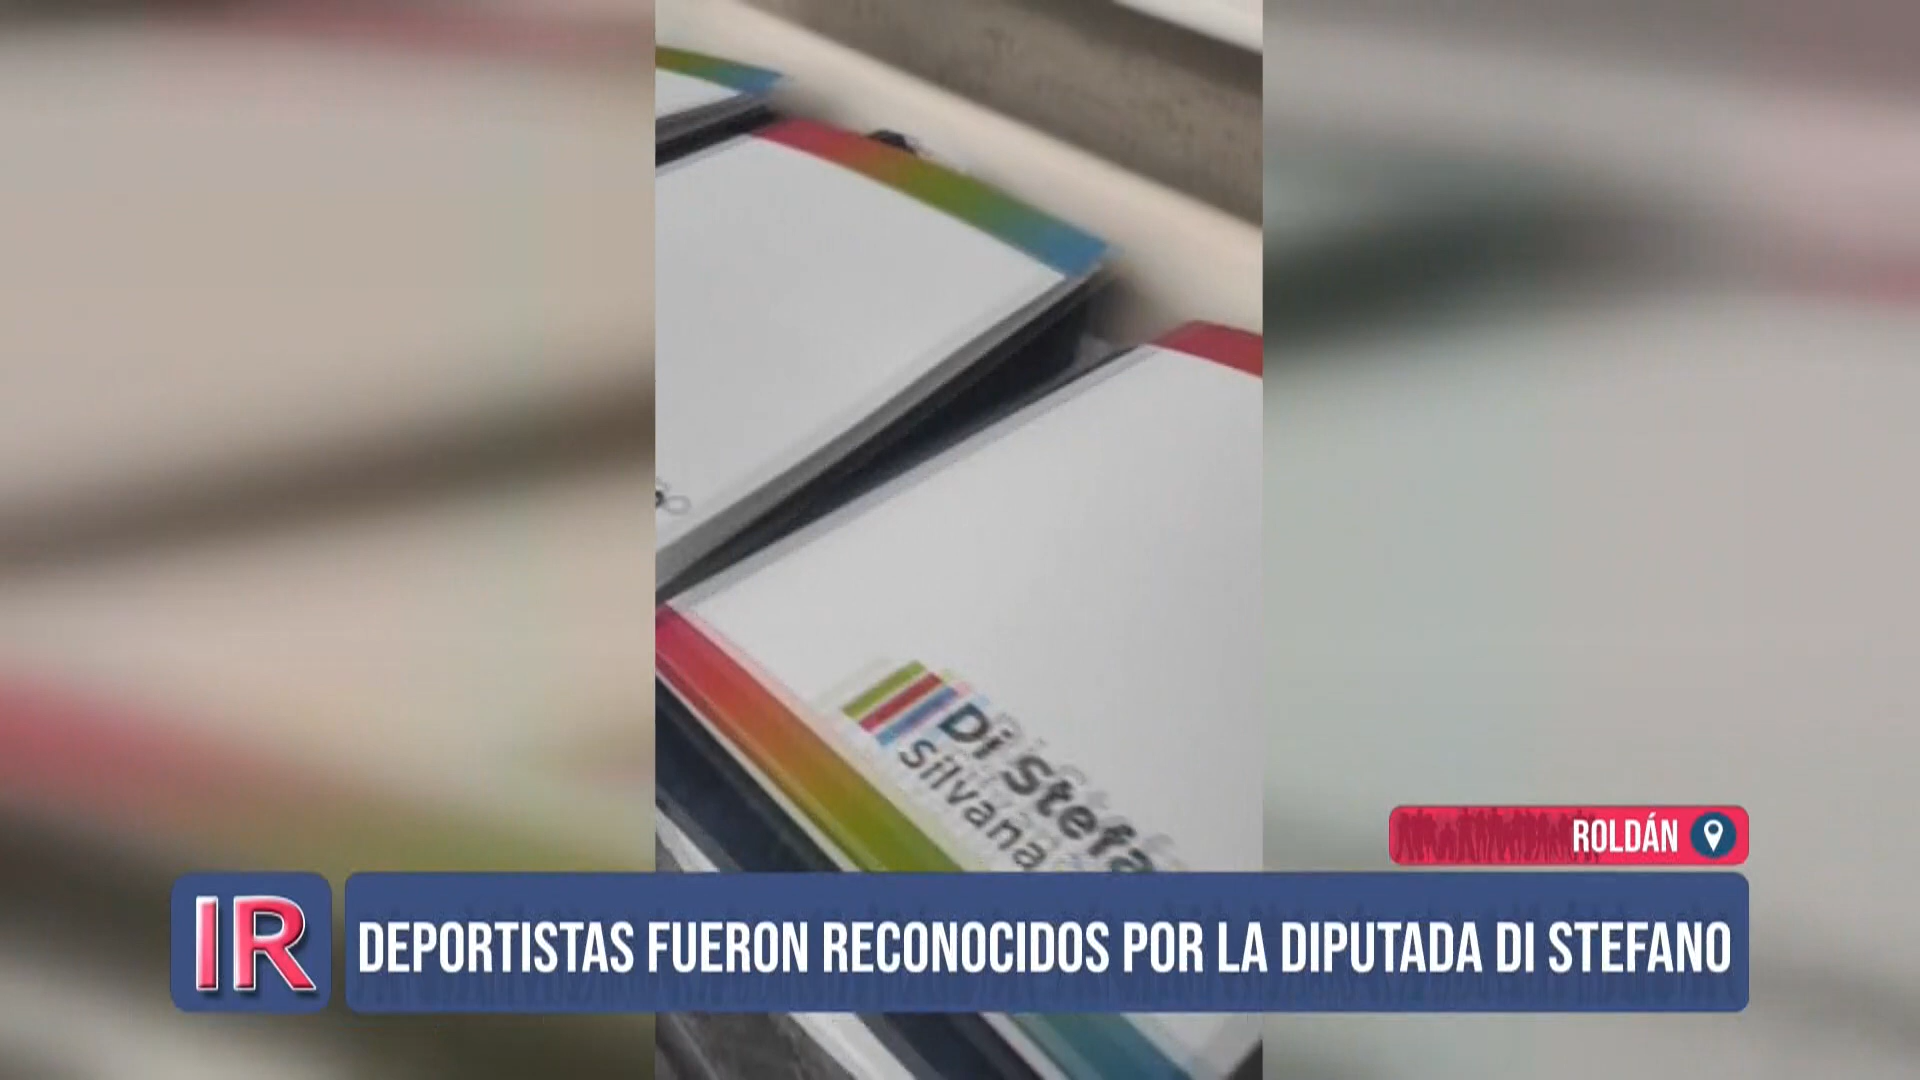 Di Stefa
Silvana
ROLDÁN
IR
DEPORTISTAS FUERON RECONOCIDOS POR LA DIPUTADA DI STEFANO